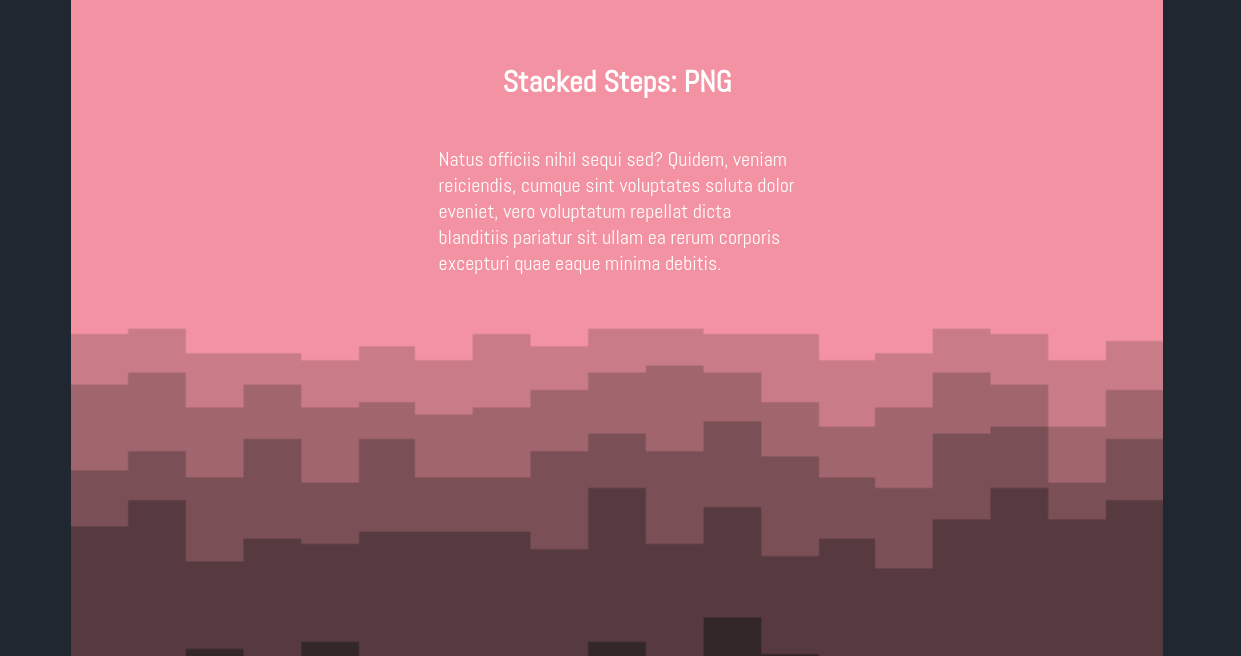 Stacked Steps: PNG
Natus officiis nihil sequi sed? Quidem, veniam
reiciendis, cumque sint voluptates soluta dolor
eveniet, vero voluptatum repellat dicta
blanditiis pariatur sit ullam ea rerum corporis
excepturi quae eaque minima debitis.